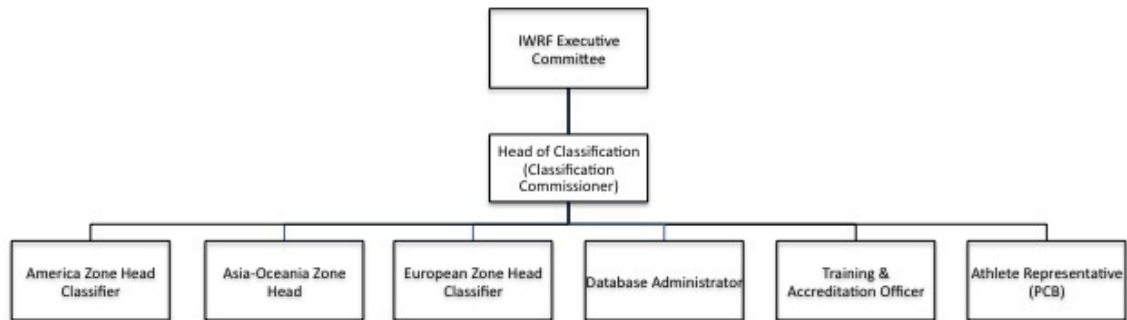 IWRF Executive
Committee
Head of Classification
(Classification
Commissioner)
America Zone Head
Classifier
Asia-Oceania Zone
Head
European Zone Head
Classifier
Database Administrator
Training &
Accreditation Officer
Athlete Representative
(PCB)